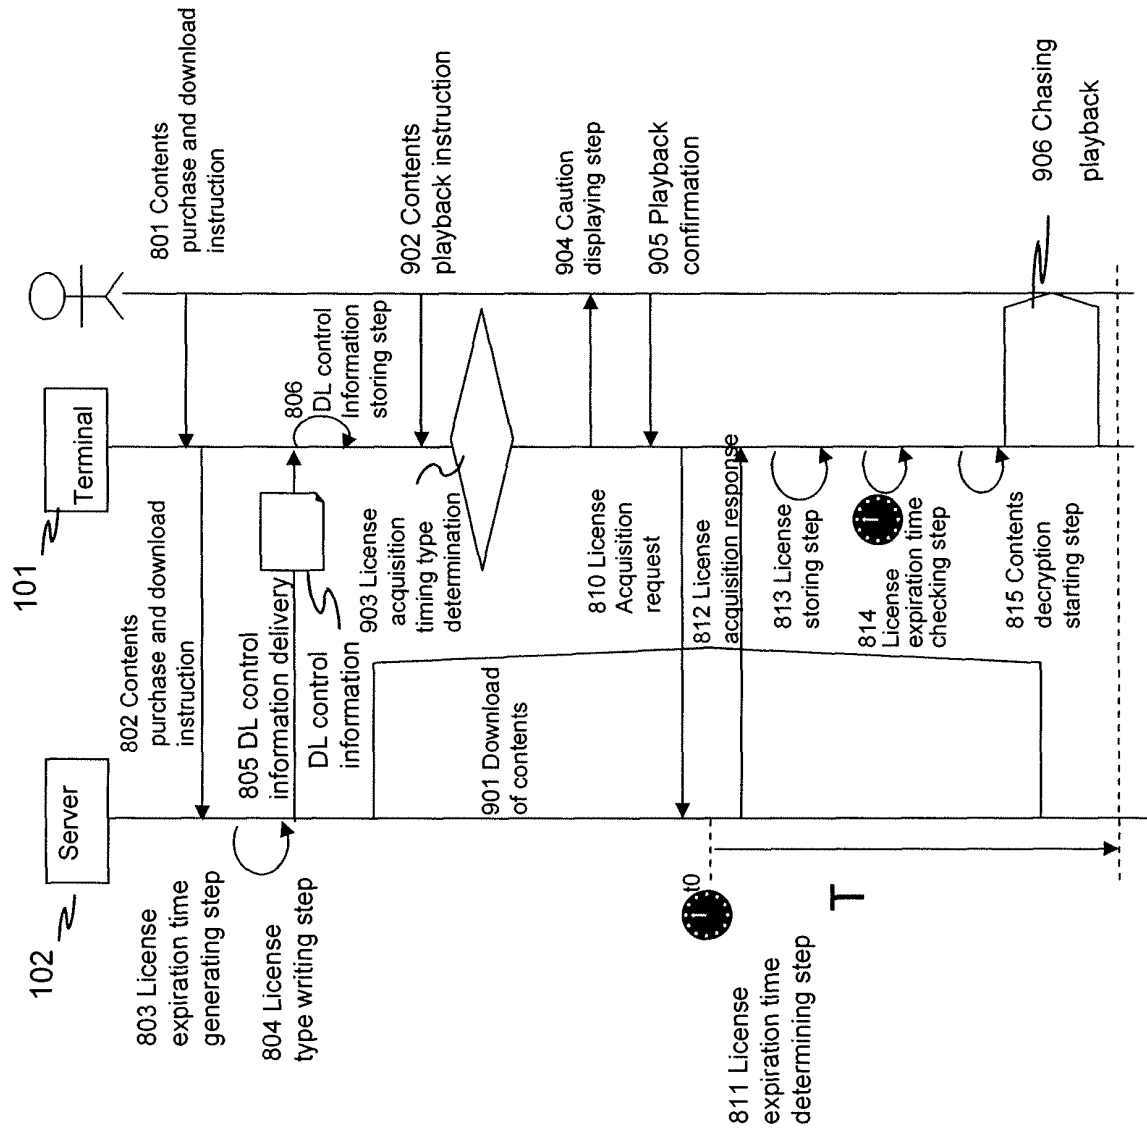 102
Server
101
Terminal
801 Contents
purchase and download
instruction
802 Contents
purchase and download
instruction
803 License
expiration time
generating step
804 License
type writing step
805 DL control
information delivery
DL control
information
806
DL control
Information
storing step
901 Download
of contents
902 Contents
playback instruction
903 License
acquisition
timing type
determination
904 Caution
displaying step
905 Playback
confirmation
810 License
Acquisition
request
811 License
expiration time
determining step
t0
T
812 License
acquisition response
813 License
storing step
814
License
expiration time
checking step
815 Contents
decryption
starting step
906 Chasing
playback